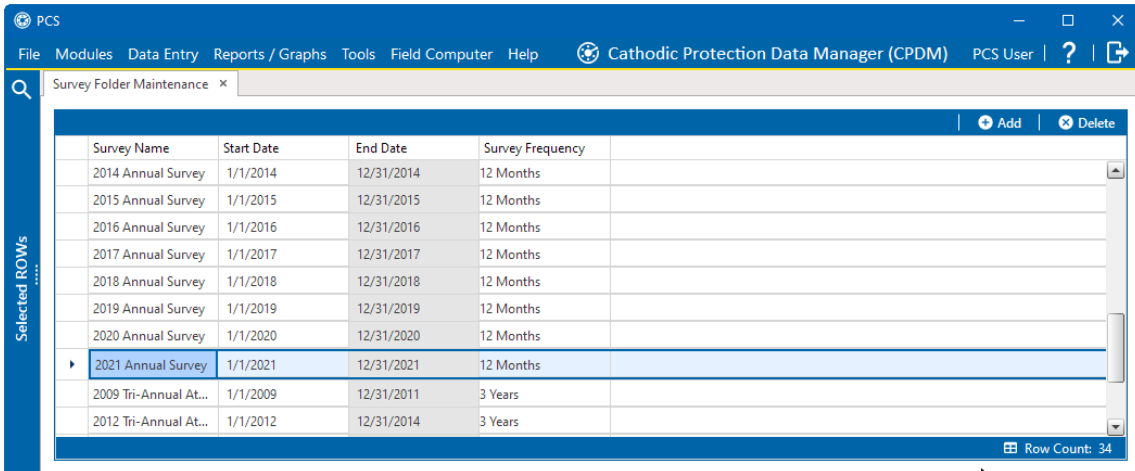 PCS
File Modules Data Entry Reports / Graphs Tools Field Computer Help Cathodic Protection Data Manager (CPDM) PCS User | ? |
Survey Folder Maintenance ×
Selected ROWs
| Add | Delete
Survey Name Start Date End Date Survey Frequency
2014 Annual Survey 1/1/2014 12/31/2014 12 Months
2015 Annual Survey 1/1/2015 12/31/2015 12 Months
2016 Annual Survey 1/1/2016 12/31/2016 12 Months
2017 Annual Survey 1/1/2017 12/31/2017 12 Months
2018 Annual Survey 1/1/2018 12/31/2018 12 Months
2019 Annual Survey 1/1/2019 12/31/2019 12 Months
2020 Annual Survey 1/1/2020 12/31/2020 12 Months
2021 Annual Survey 1/1/2021 12/31/2021 12 Months
2009 Tri-Annual At... 1/1/2009 12/31/2011 3 Years
2012 Tri-Annual At... 1/1/2012 12/31/2014 3 Years
Row Count: 34